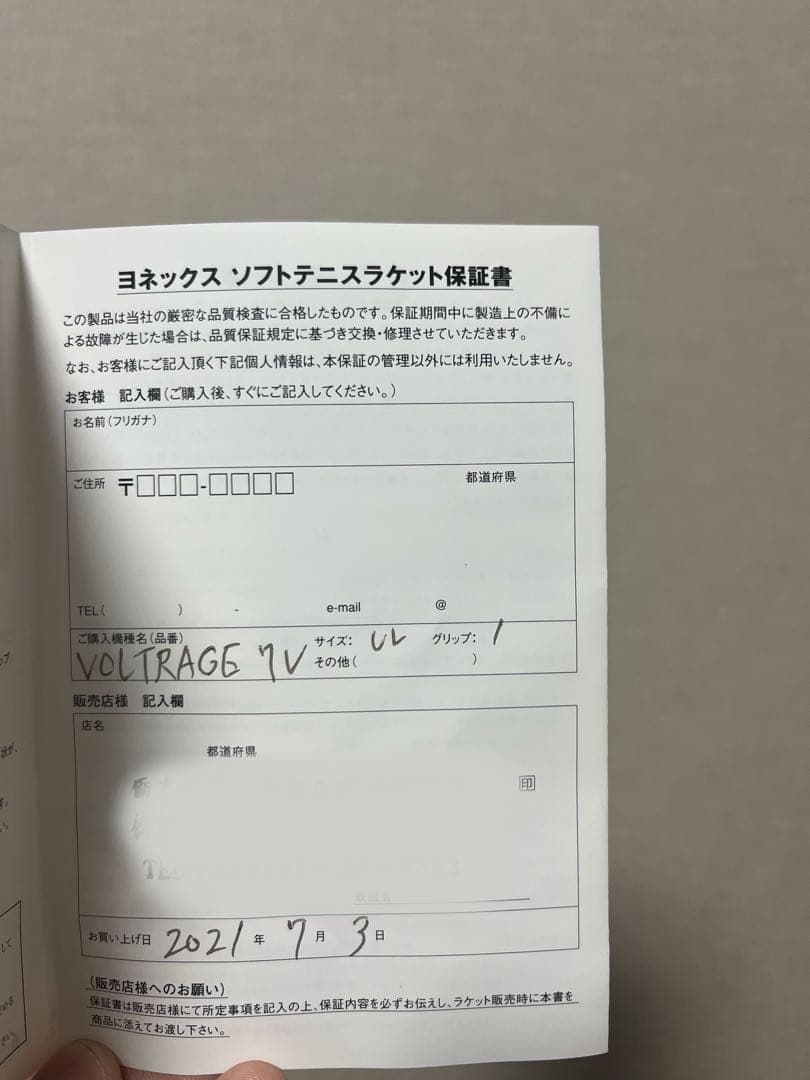 ヨネックス ソフトテニスラケット保証書
この製品は当社の厳密な品質検査に合格したものです。保証期間中に製造上の不備に
よる故障が生じた場合は、品質保証規定に基づき交換・修理させていただきます。
なお、お客様にご記入頂く下記個人情報は、本保証の管理以外には利用いたしません。
お客様 記入欄(ご購入後、すぐにご記入してください。)
お名前(フリガナ)
ご住所 〒□□□-□□□□ 都道府県
TEL( ) - e-mail @
ご購入機種名(品番) サイズ: UL グリップ: 1
VOLTRAGE 7V その他( )
販売店様 記入欄
店名
都道府県
印
TEL
お買い上げ日 2021 年 7 月 3 日
(販売店様へのお願い)
保証書は販売店様にて所定事項を記入の上、保証内容を必ずお伝えし、ラケット販売時に本書を
商品に添えてお渡し下さい。